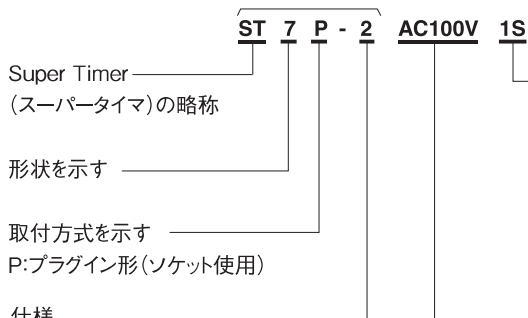 ST 7 P - 2 AC100V 1S
Super Timer
(スーパータイマ)の略称
形状を示す
取付方式を示す
P:プラグイン形(ソケット使用)
仕様